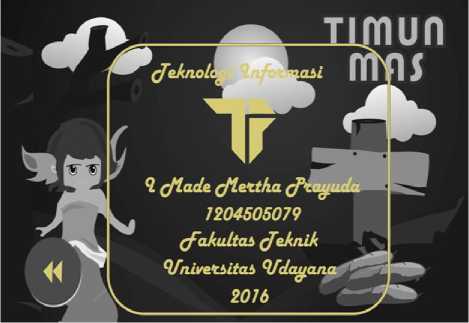 TIMUN
MAS
Teknologi Informasi
I Made Mertha Prayuda
1204505079
Fakultas Teknik
Universitas Udayana
2016